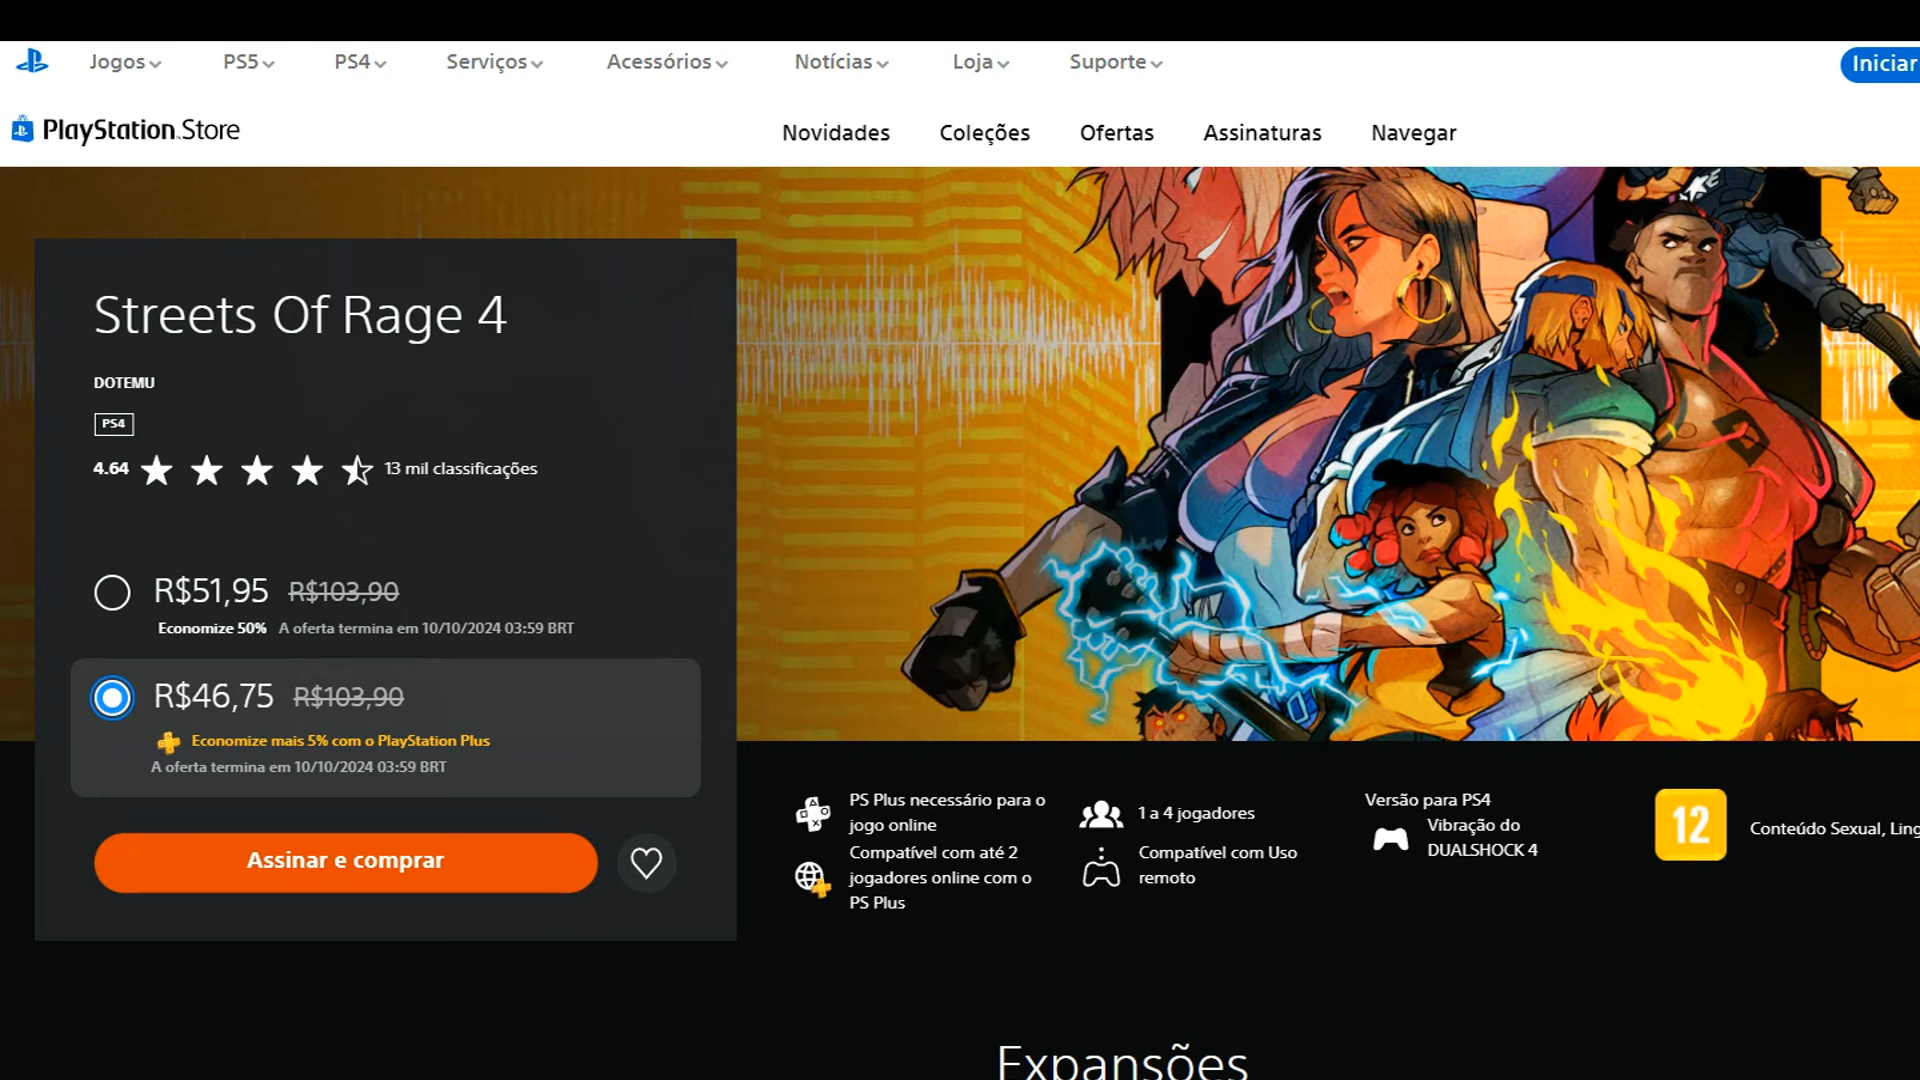 Jogos PS5 PS4 Serviços Acessórios Notícias Loja Suporte Iniciar
PlayStation Store Novidades Coleções Ofertas Assinaturas Navegar
Streets Of Rage 4
DOTEMU
PS4
4.64 13 mil classificações
R$51,95 R$103,90
Economize 50% A oferta termina em 10/10/2024 03:59 BRT
R$46,75 R$103,90
Economize mais 5% com o PlayStation Plus
A oferta termina em 10/10/2024 03:59 BRT
Assinar e comprar
PS Plus necessário para o
jogo online
Compatível com até 2
jogadores online com o
PS Plus
1 a 4 jogadores
Compatível com Uso
remoto
Versão para PS4
Vibração do
DUALSHOCK 4
12
Conteúdo Sexual, Ling
Expansões